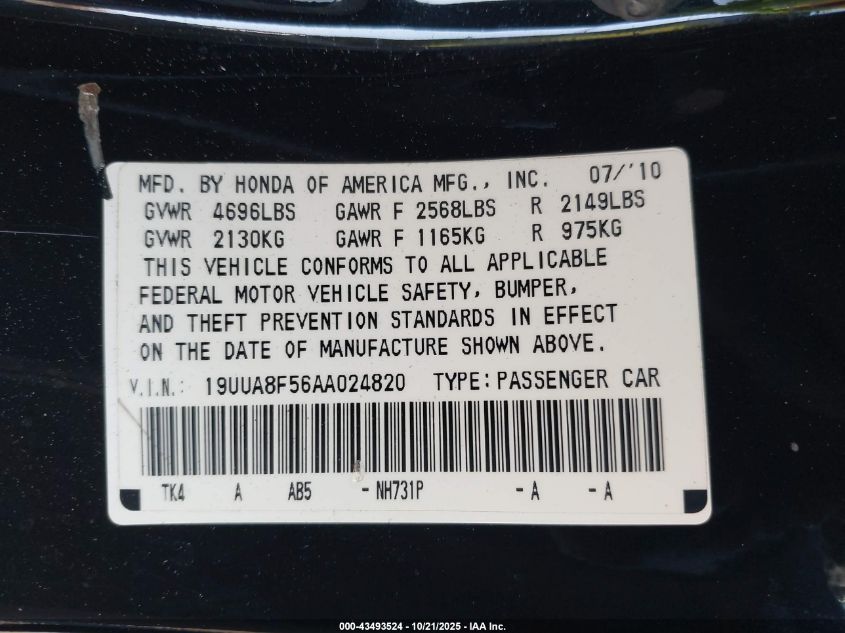 MFD. BY HONDA OF AMERICA MFG., INC. 07/'10
GVWR 4696LBS GAWR F 2568LBS R 2149LBS
GVWR 2130KG GAWR F 1165KG R 975KG
THIS VEHICLE CONFORMS TO ALL APPLICABLE
FEDERAL MOTOR VEHICLE SAFETY, BUMPER,
AND THEFT PREVENTION STANDARDS IN EFFECT
ON THE DATE OF MANUFACTURE SHOWN ABOVE.
V.I.N.: 19UUA8F56AA024820 TYPE: PASSENGER CAR
TK4 A AB5 - NH731P - A - A
000-43493524 - 10/21/2025 - IAA Inc.